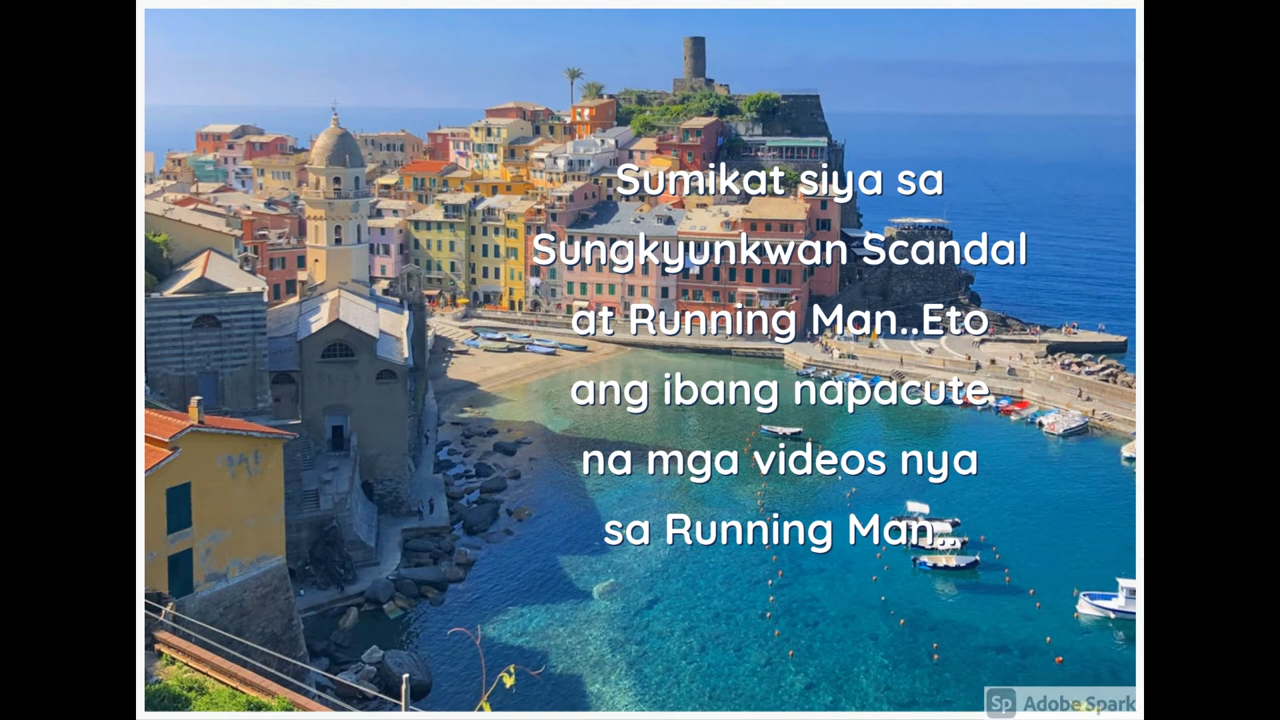 Sumikat siya sa
Sungkyunkwan Scandal
at Running Man..Eto
ang ibang napacute
na mga videos nya
sa Running Man..
Sp Adobe Spark